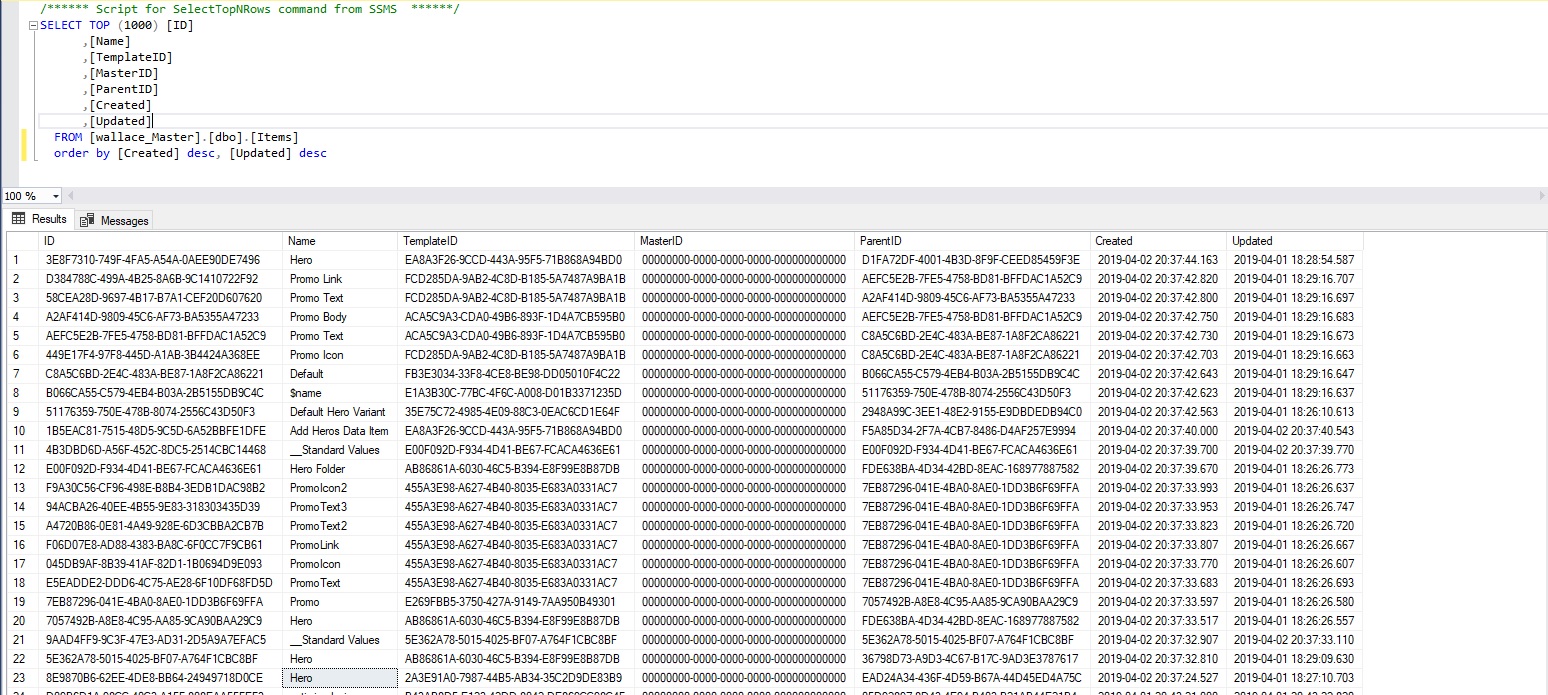 /****** Script for SelectTopNRows command from SSMS  ******/
SELECT TOP (1000) [ID]
,[Name]
,[TemplateID]
,[MasterID]
,[ParentID]
,[Created]
,[Updated]
FROM [wallace_Master].[dbo].[Items]
order by [Created] desc, [Updated] desc
100 %
Results Messages
ID Name TemplateID MasterID ParentID Created Updated
1 3E8F7310-749F-4FA5-A54A-0AEE90DE7496 Hero EA8A3F26-9CCD-443A-95F5-71B868A94BD0 00000000-0000-0000-0000-000000000000 D1FA72DF-4001-4B3D-8F9F-CEED85459F3E 2019-04-02 20:37:44.163 2019-04-01 18:28:54.587
2 D384788C-499A-4B25-8A6B-9C1410722F92 Promo Link FCD285DA-9AB2-4C8D-B185-5A7487A9BA1B 00000000-0000-0000-0000-000000000000 AEFC5E2B-7FE5-4758-BD81-BFFDAC1A52C9 2019-04-02 20:37:42.820 2019-04-01 18:29:16.707
3 58CEA28D-9697-4B17-B7A1-CEF20D607620 Promo Text FCD285DA-9AB2-4C8D-B185-5A7487A9BA1B 00000000-0000-0000-0000-000000000000 A2AF414D-9809-45C6-AF73-BA5355A47233 2019-04-02 20:37:42.800 2019-04-01 18:29:16.697
4 A2AF414D-9809-45C6-AF73-BA5355A47233 Promo Body ACA5C9A3-CDA0-49B6-893F-1D4A7CB595B0 00000000-0000-0000-0000-000000000000 AEFC5E2B-7FE5-4758-BD81-BFFDAC1A52C9 2019-04-02 20:37:42.750 2019-04-01 18:29:16.683
5 AEFC5E2B-7FE5-4758-BD81-BFFDAC1A52C9 Promo Text ACA5C9A3-CDA0-49B6-893F-1D4A7CB595B0 00000000-0000-0000-0000-000000000000 C8A5C6BD-2E4C-483A-BE87-1A8F2CA86221 2019-04-02 20:37:42.730 2019-04-01 18:29:16.673
6 449E17F4-97F8-445D-A1AB-3B4424A368EE Promo Icon FCD285DA-9AB2-4C8D-B185-5A7487A9BA1B 00000000-0000-0000-0000-000000000000 C8A5C6BD-2E4C-483A-BE87-1A8F2CA86221 2019-04-02 20:37:42.703 2019-04-01 18:29:16.663
7 C8A5C6BD-2E4C-483A-BE87-1A8F2CA86221 Default FB3E3034-33F8-4CE8-BE98-DD05010F4C22 00000000-0000-0000-0000-000000000000 B066CA55-C579-4EB4-B03A-2B5155DB9C4C 2019-04-02 20:37:42.643 2019-04-01 18:29:16.647
8 B066CA55-C579-4EB4-B03A-2B5155DB9C4C $name E1A3B30C-77BC-4F6C-A008-D01B3371235D 00000000-0000-0000-0000-000000000000 51176359-750E-478B-8074-2556C43D50F3 2019-04-02 20:37:42.623 2019-04-01 18:29:16.637
9 51176359-750E-478B-8074-2556C43D50F3 Default Hero Variant 35E75C72-4985-4E09-88C3-0EAC6CD1E64F 00000000-0000-0000-0000-000000000000 2948A99C-3EE1-48E2-9155-E9DBDEDB94C0 2019-04-02 20:37:42.563 2019-04-01 18:26:10.613
10 1B5EAC81-7515-48D5-9C5D-6A52BBFE1DFE Add Heros Data Item EA8A3F26-9CCD-443A-95F5-71B868A94BD0 00000000-0000-0000-0000-000000000000 F5A85D34-2F7A-4CB7-8486-D4AF257E9994 2019-04-02 20:37:40.000 2019-04-02 20:37:40.543
11 4B3DBD6D-A56F-452C-8DC5-2514CBC14468 __Standard Values E00F092D-F934-4D41-BE67-FCACA4636E61 00000000-0000-0000-0000-000000000000 E00F092D-F934-4D41-BE67-FCACA4636E61 2019-04-02 20:37:39.700 2019-04-02 20:37:39.770
12 E00F092D-F934-4D41-BE67-FCACA4636E61 Hero Folder AB86861A-6030-46C5-B394-E8F99E8B87DB 00000000-0000-0000-0000-000000000000 FDE638BA-4D34-42BD-8EAC-168977887582 2019-04-02 20:37:39.670 2019-04-01 18:26:26.773
13 F9A30C56-CF96-498E-B8B4-3EDB1DAC98B2 PromoIcon2 455A3E98-A627-4B40-8035-E683A0331AC7 00000000-0000-0000-0000-000000000000 7EB87296-041E-4BA0-8AE0-1DD3B6F69FFA 2019-04-02 20:37:33.993 2019-04-01 18:26:26.637
14 94ACBA26-40EE-4B55-9E83-318303435D39 PromoText3 455A3E98-A627-4B40-8035-E683A0331AC7 00000000-0000-0000-0000-000000000000 7EB87296-041E-4BA0-8AE0-1DD3B6F69FFA 2019-04-02 20:37:33.953 2019-04-01 18:26:26.747
15 A4720B86-0E81-4A49-928E-6D3CBBA2CB7B PromoText2 455A3E98-A627-4B40-8035-E683A0331AC7 00000000-0000-0000-0000-000000000000 7EB87296-041E-4BA0-8AE0-1DD3B6F69FFA 2019-04-02 20:37:33.823 2019-04-01 18:26:26.720
16 F06D07E8-AD88-4383-BA8C-6F0CC7F9CB61 PromoLink 455A3E98-A627-4B40-8035-E683A0331AC7 00000000-0000-0000-0000-000000000000 7EB87296-041E-4BA0-8AE0-1DD3B6F69FFA 2019-04-02 20:37:33.807 2019-04-01 18:26:26.667
17 045DB9AF-8B39-41AF-82D1-1B0694D9E093 PromoIcon 455A3E98-A627-4B40-8035-E683A0331AC7 00000000-0000-0000-0000-000000000000 7EB87296-041E-4BA0-8AE0-1DD3B6F69FFA 2019-04-02 20:37:33.770 2019-04-01 18:26:26.607
18 E5EADDE2-DDD6-4C75-AE28-6F10DF68FD5D PromoText 455A3E98-A627-4B40-8035-E683A0331AC7 00000000-0000-0000-0000-000000000000 7EB87296-041E-4BA0-8AE0-1DD3B6F69FFA 2019-04-02 20:37:33.683 2019-04-01 18:26:26.693
19 7EB87296-041E-4BA0-8AE0-1DD3B6F69FFA Promo E269FBB5-3750-427A-9149-7AA950B49301 00000000-0000-0000-0000-000000000000 7057492B-A8E8-4C95-AA85-9CA90BAA29C9 2019-04-02 20:37:33.597 2019-04-01 18:26:26.580
20 7057492B-A8E8-4C95-AA85-9CA90BAA29C9 Hero AB86861A-6030-46C5-B394-E8F99E8B87DB 00000000-0000-0000-0000-000000000000 FDE638BA-4D34-42BD-8EAC-168977887582 2019-04-02 20:37:33.517 2019-04-01 18:26:26.557
21 9AAD4FF9-9C3F-47E3-AD31-2D5A9A7EFAC5 __Standard Values 5E362A78-5015-4025-BF07-A764F1CBC8BF 00000000-0000-0000-0000-000000000000 5E362A78-5015-4025-BF07-A764F1CBC8BF 2019-04-02 20:37:32.907 2019-04-02 20:37:33.110
22 5E362A78-5015-4025-BF07-A764F1CBC8BF Hero AB86861A-6030-46C5-B394-E8F99E8B87DB 00000000-0000-0000-0000-000000000000 36798D73-A9D3-4C67-B17C-9AD3E3787617 2019-04-02 20:37:32.810 2019-04-01 18:29:09.630
23 8E9870B6-62EE-4DE8-BB64-24949718D0CE Hero 2A3E91A0-7987-44B5-AB34-35C2D9DE83B9 00000000-0000-0000-0000-000000000000 EAD24A34-436F-4D59-B67A-44D45ED4A75C 2019-04-02 20:37:24.527 2019-04-01 18:27:10.703